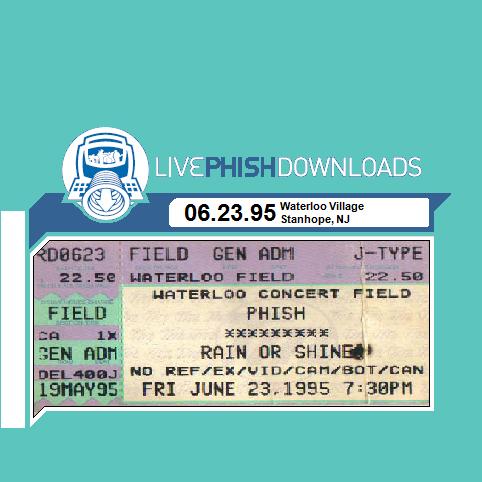 LIVEPHISHDOWNLOADS
06.23.95
Waterloo Village
Stanhope, NJ
RD0623 FIELD GEN ADM J-TYPE
22.50 WATERLOO FIELD 22.50
WATERLOO CONCERT FIELD
FIELD PHISH
CA 1X *********
GEN ADM RAIN OR SHINE
DEL400J NO REF/EX/VID/CAM/BOT/CAN
19MAY95 FRI JUNE 23,1995 7:30PM